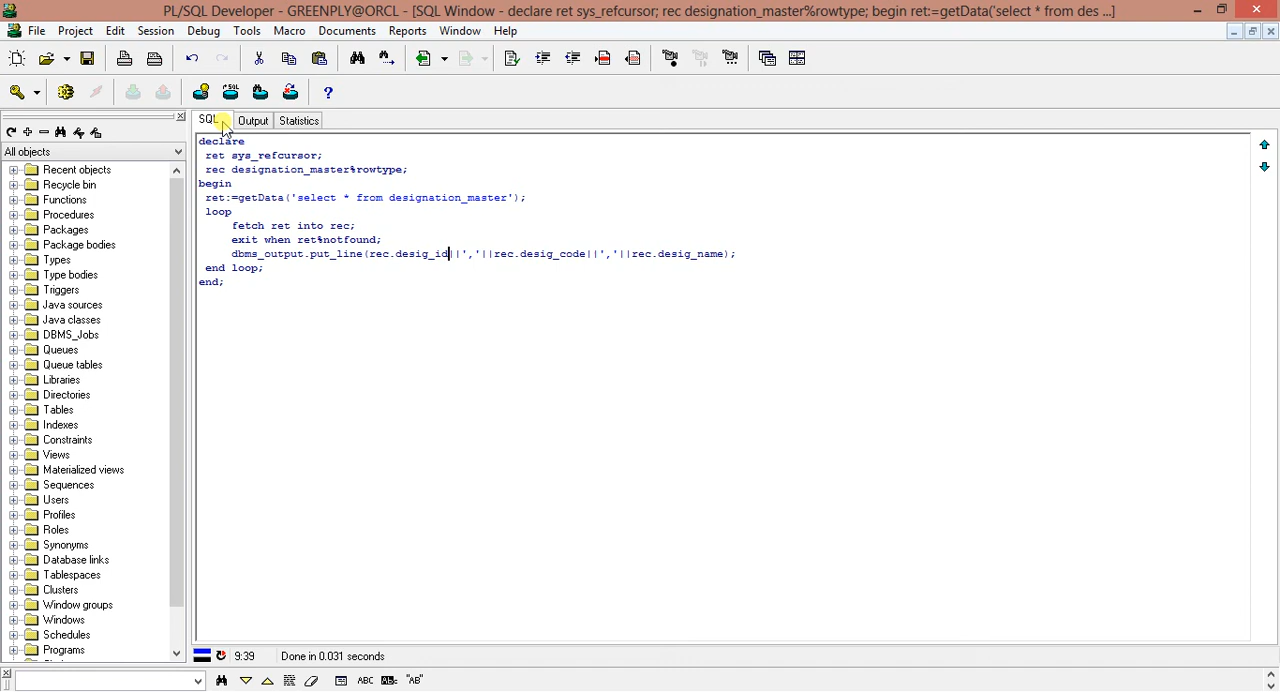 PL/SQL Developer - GREENPLY@ORCL - [SQL Window - declare ret sys_refcursor; rec designation_master%rowtype; begin ret:=getData('select * from des ...]
File Project Edit Session Debug Tools Macro Documents Reports Window Help
SQL Output Statistics
All objects
Recent objects
Recycle bin
Functions
Procedures
Packages
Package bodies
Types
Type bodies
Triggers
Java sources
Java classes
DBMS_Jobs
Queues
Queue tables
Libraries
Directories
Tables
Indexes
Constraints
Views
Materialized views
Sequences
Users
Profiles
Roles
Synonyms
Database links
Tablespaces
Clusters
Window groups
Windows
Schedules
Programs
declare
ret sys_refcursor;
rec designation_master%rowtype;
begin
ret:=getData('select * from designation_master');
loop
fetch ret into rec;
exit when ret%notfound;
dbms_output.put_line(rec.desig_id||','||rec.desig_code||','||rec.desig_name);
end loop;
end;
9:39 Done in 0.031 seconds
ABC "AB"